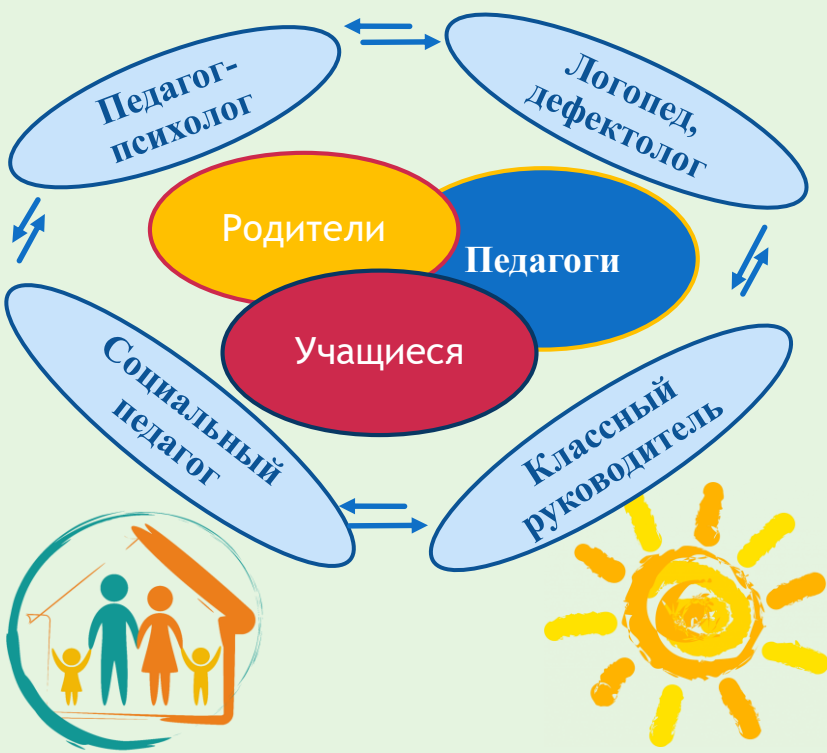 Педагог-
психолог
Логопед,
дефектолог
Родители
Педагоги
Учащиеся
Социальный
педагог
Классный
руководитель